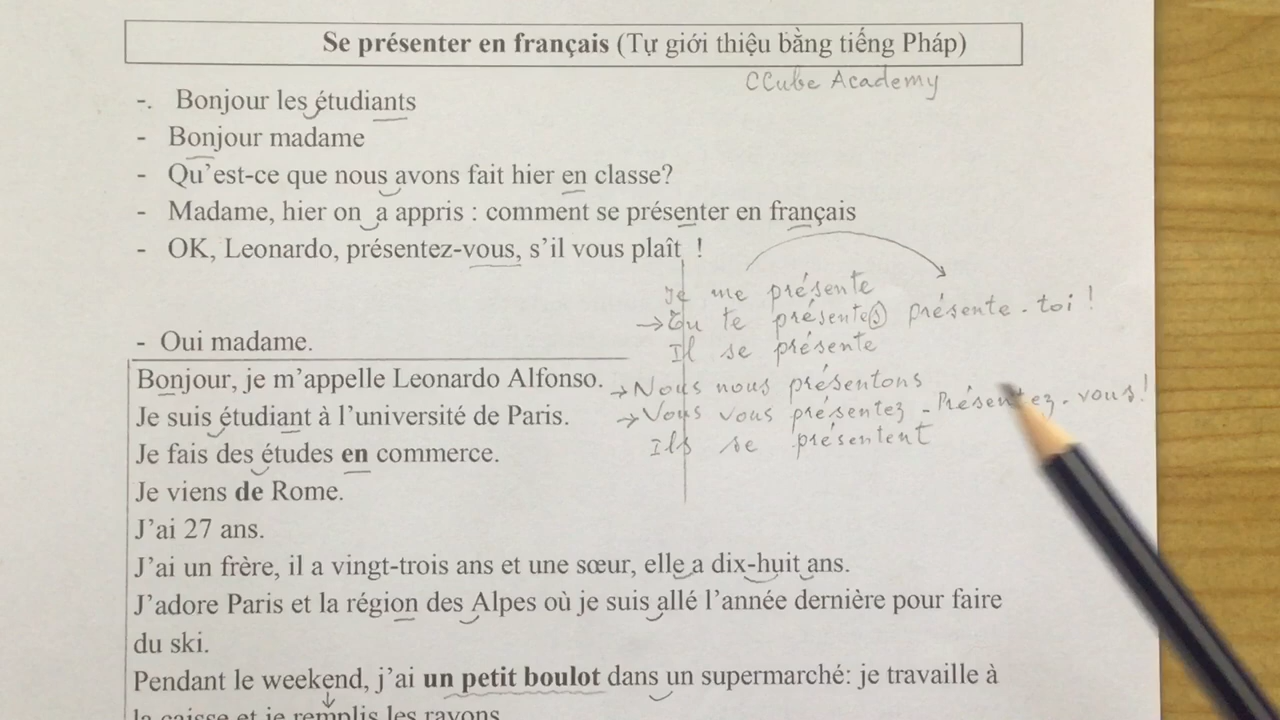 Se présenter en français (Tự giới thiệu bằng tiếng Pháp)
CCube Academy
-. Bonjour les étudiants
- Bonjour madame
- Qu'est-ce que nous avons fait hier en classe?
- Madame, hier on a appris : comment se présenter en français
- OK, Leonardo, présentez-vous, s'il vous plaît !
Je me présente
→Tu te présentes présente-toi !
Il se présente
→Nous nous présentons
→Vous vous présentez - Présentez-vous!
Ils se présentent
- Oui madame.
Bonjour, je m'appelle Leonardo Alfonso.
Je suis étudiant à l'université de Paris.
Je fais des études en commerce.
Je viens de Rome.
J'ai 27 ans.
J'ai un frère, il a vingt-trois ans et une sœur, elle a dix-huit ans.
J'adore Paris et la région des Alpes où je suis allé l'année dernière pour faire
du ski.
Pendant le weekend, j'ai un petit boulot dans un supermarché: je travaille à
la caisse et je remplis les rayons